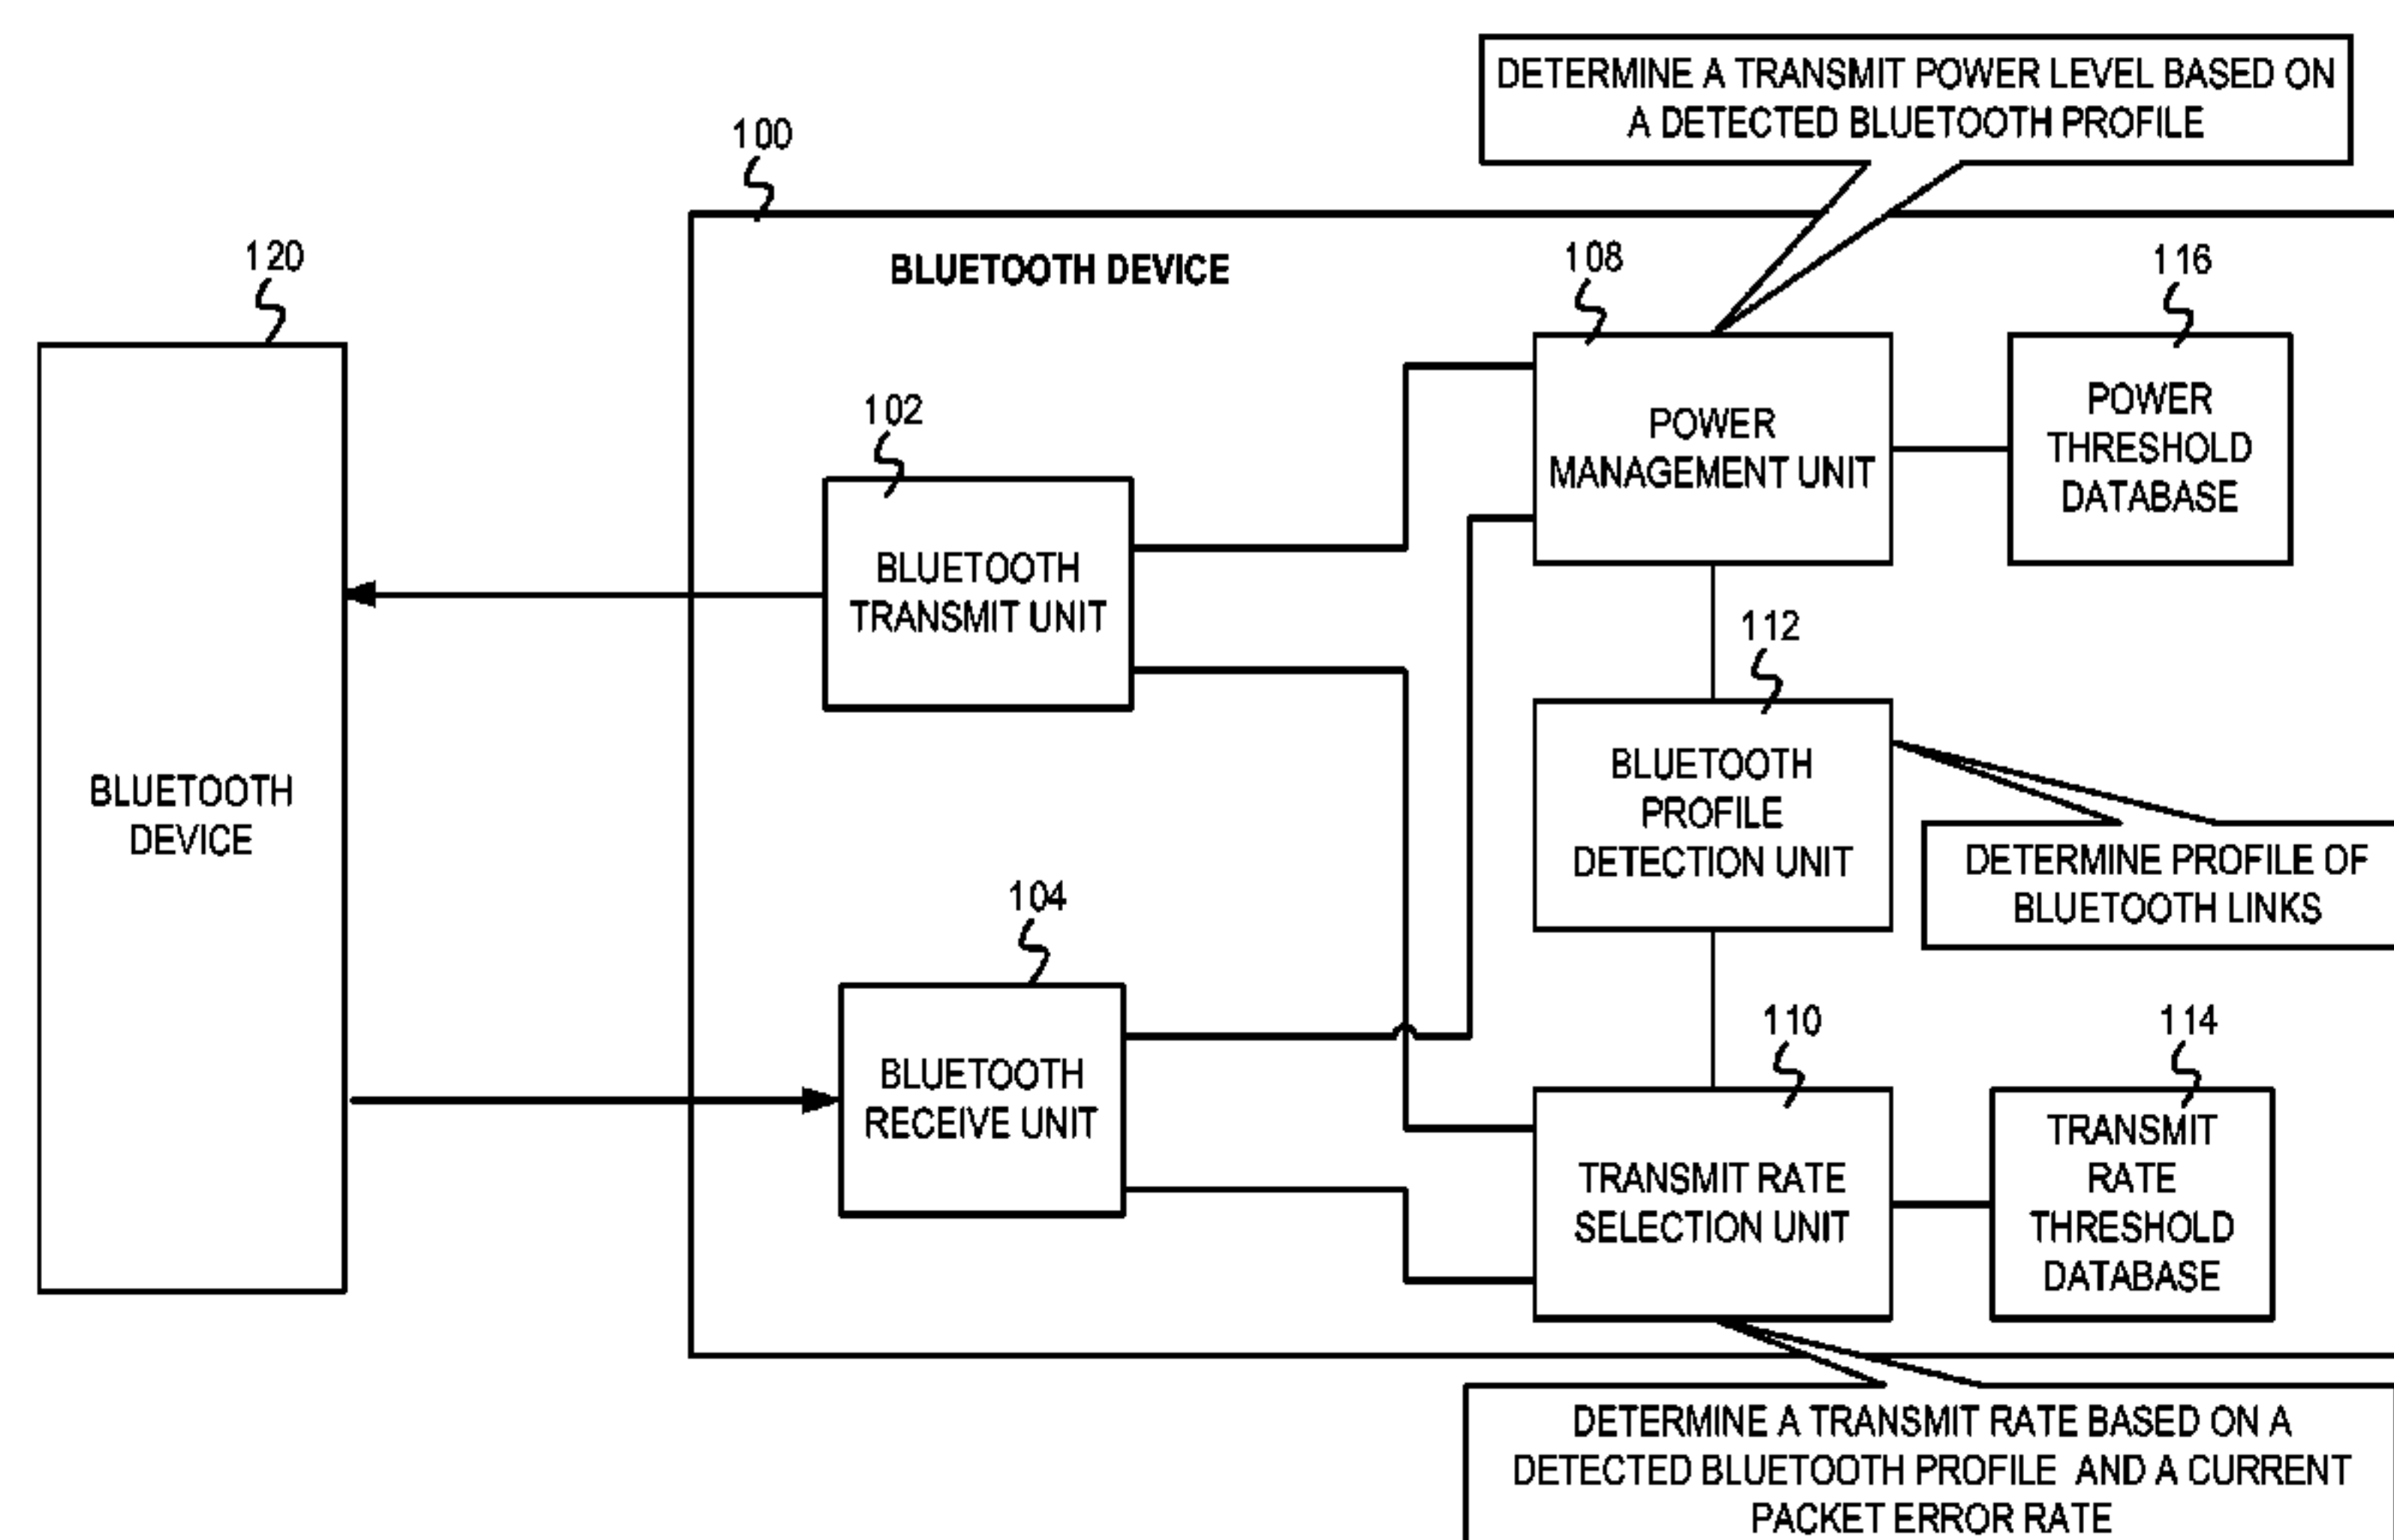 DETERMINE A TRANSMIT POWER LEVEL BASED ON
A DETECTED BLUETOOTH PROFILE
100
BLUETOOTH DEVICE
120
108
116
102
POWER
MANAGEMENT UNIT
POWER
THRESHOLD
DATABASE
BLUETOOTH
TRANSMIT UNIT
112
BLUETOOTH
DEVICE
BLUETOOTH
PROFILE
DETECTION UNIT
DETERMINE PROFILE OF
BLUETOOTH LINKS
104
110
114
BLUETOOTH
RECEIVE UNIT
TRANSMIT RATE
SELECTION UNIT
TRANSMIT
RATE
THRESHOLD
DATABASE
DETERMINE A TRANSMIT RATE BASED ON A
DETECTED BLUETOOTH PROFILE AND A CURRENT
PACKET ERROR RATE